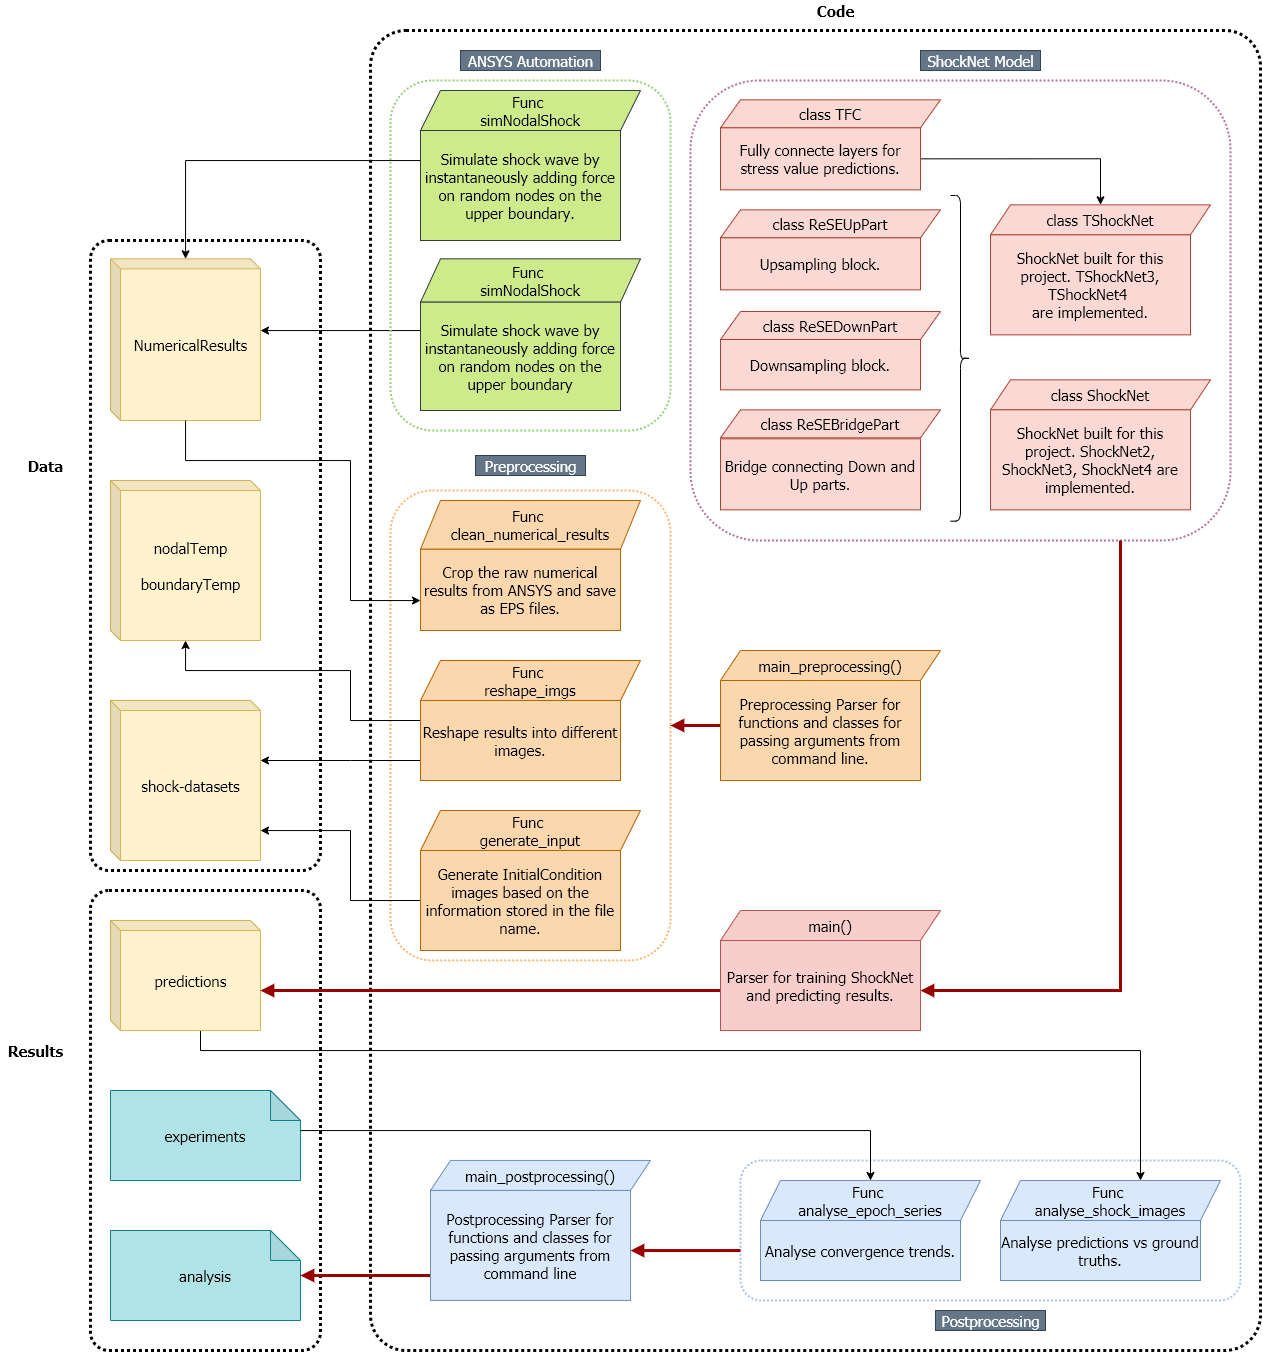 Code
ANSYS Automation
ShockNet Model
Func
simNodalShock
Simulate shock wave by
instantaneously adding force
on random nodes on the
upper boundary.
Func
simNodalShock
Simulate shock wave by
instantaneously adding force
on random nodes on the
upper boundary
class TFC
Fully connecte layers for
stress value predictions.
class ReSEUpPart
Upsampling block.
class ReSEDownPart
Downsampling block.
class ReSEBridgePart
Bridge connecting Down and
Up parts.
class TShockNet
ShockNet built for this
project. TShockNet3,
TShockNet4
are implemented.
class ShockNet
ShockNet built for this
project. ShockNet2,
ShockNet3, ShockNet4 are
implemented.
Data
NumericalResults
nodalTemp
boundaryTemp
shock-datasets
Preprocessing
Func
clean_numerical_results
Crop the raw numerical
results from ANSYS and save
as EPS files.
Func
reshape_imgs
Reshape results into different
images.
Func
generate_input
Generate InitialCondition
images based on the
information stored in the file
name.
main_preprocessing()
Preprocessing Parser for
functions and classes for
passing arguments from
command line.
main()
Parser for training ShockNet
and predicting results.
Results
predictions
experiments
analysis
main_postprocessing()
Postprocessing Parser for
functions and classes for
passing arguments from
command line
Func
analyse_epoch_series
Analyse convergence trends.
Func
analyse_shock_images
Analyse predictions vs ground
truths.
Postprocessing